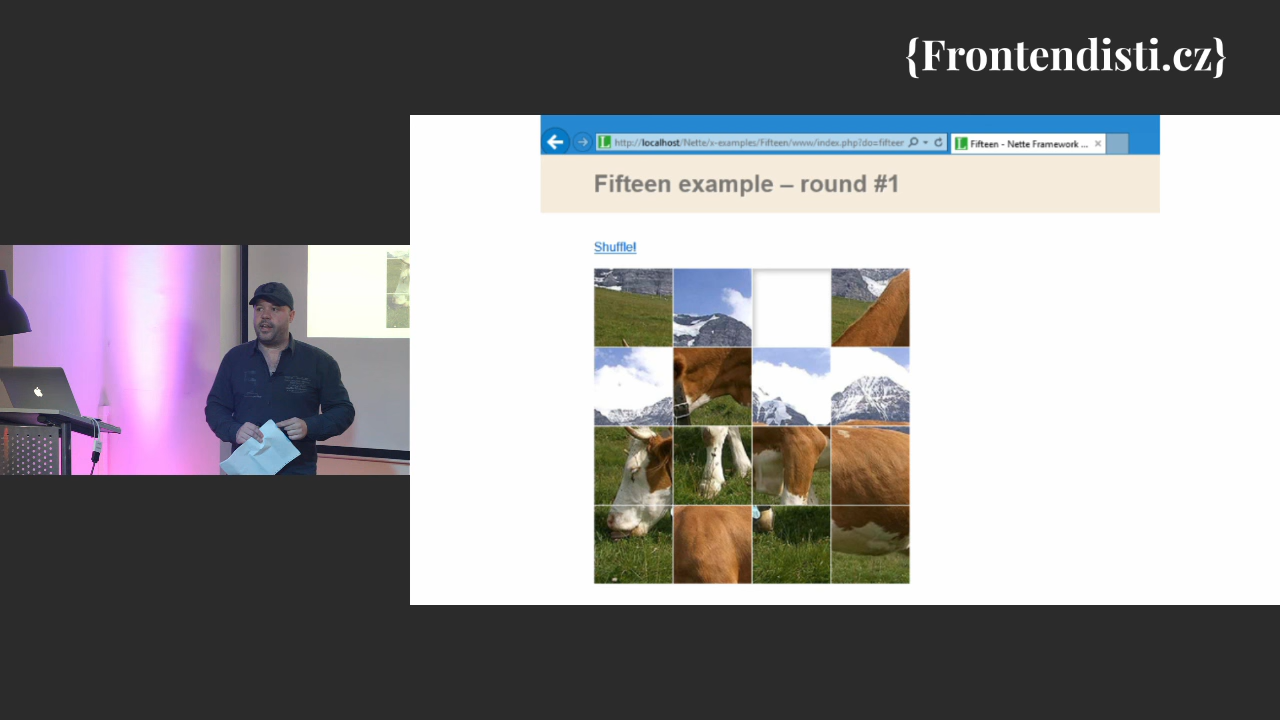 {Frontendisti.cz}
http://localhost/Nette/x-examples/Fifteen/www/index.php?do=fifteer
Fifteen - Nette Framework ...
Fifteen example – round #1
Shuffle!